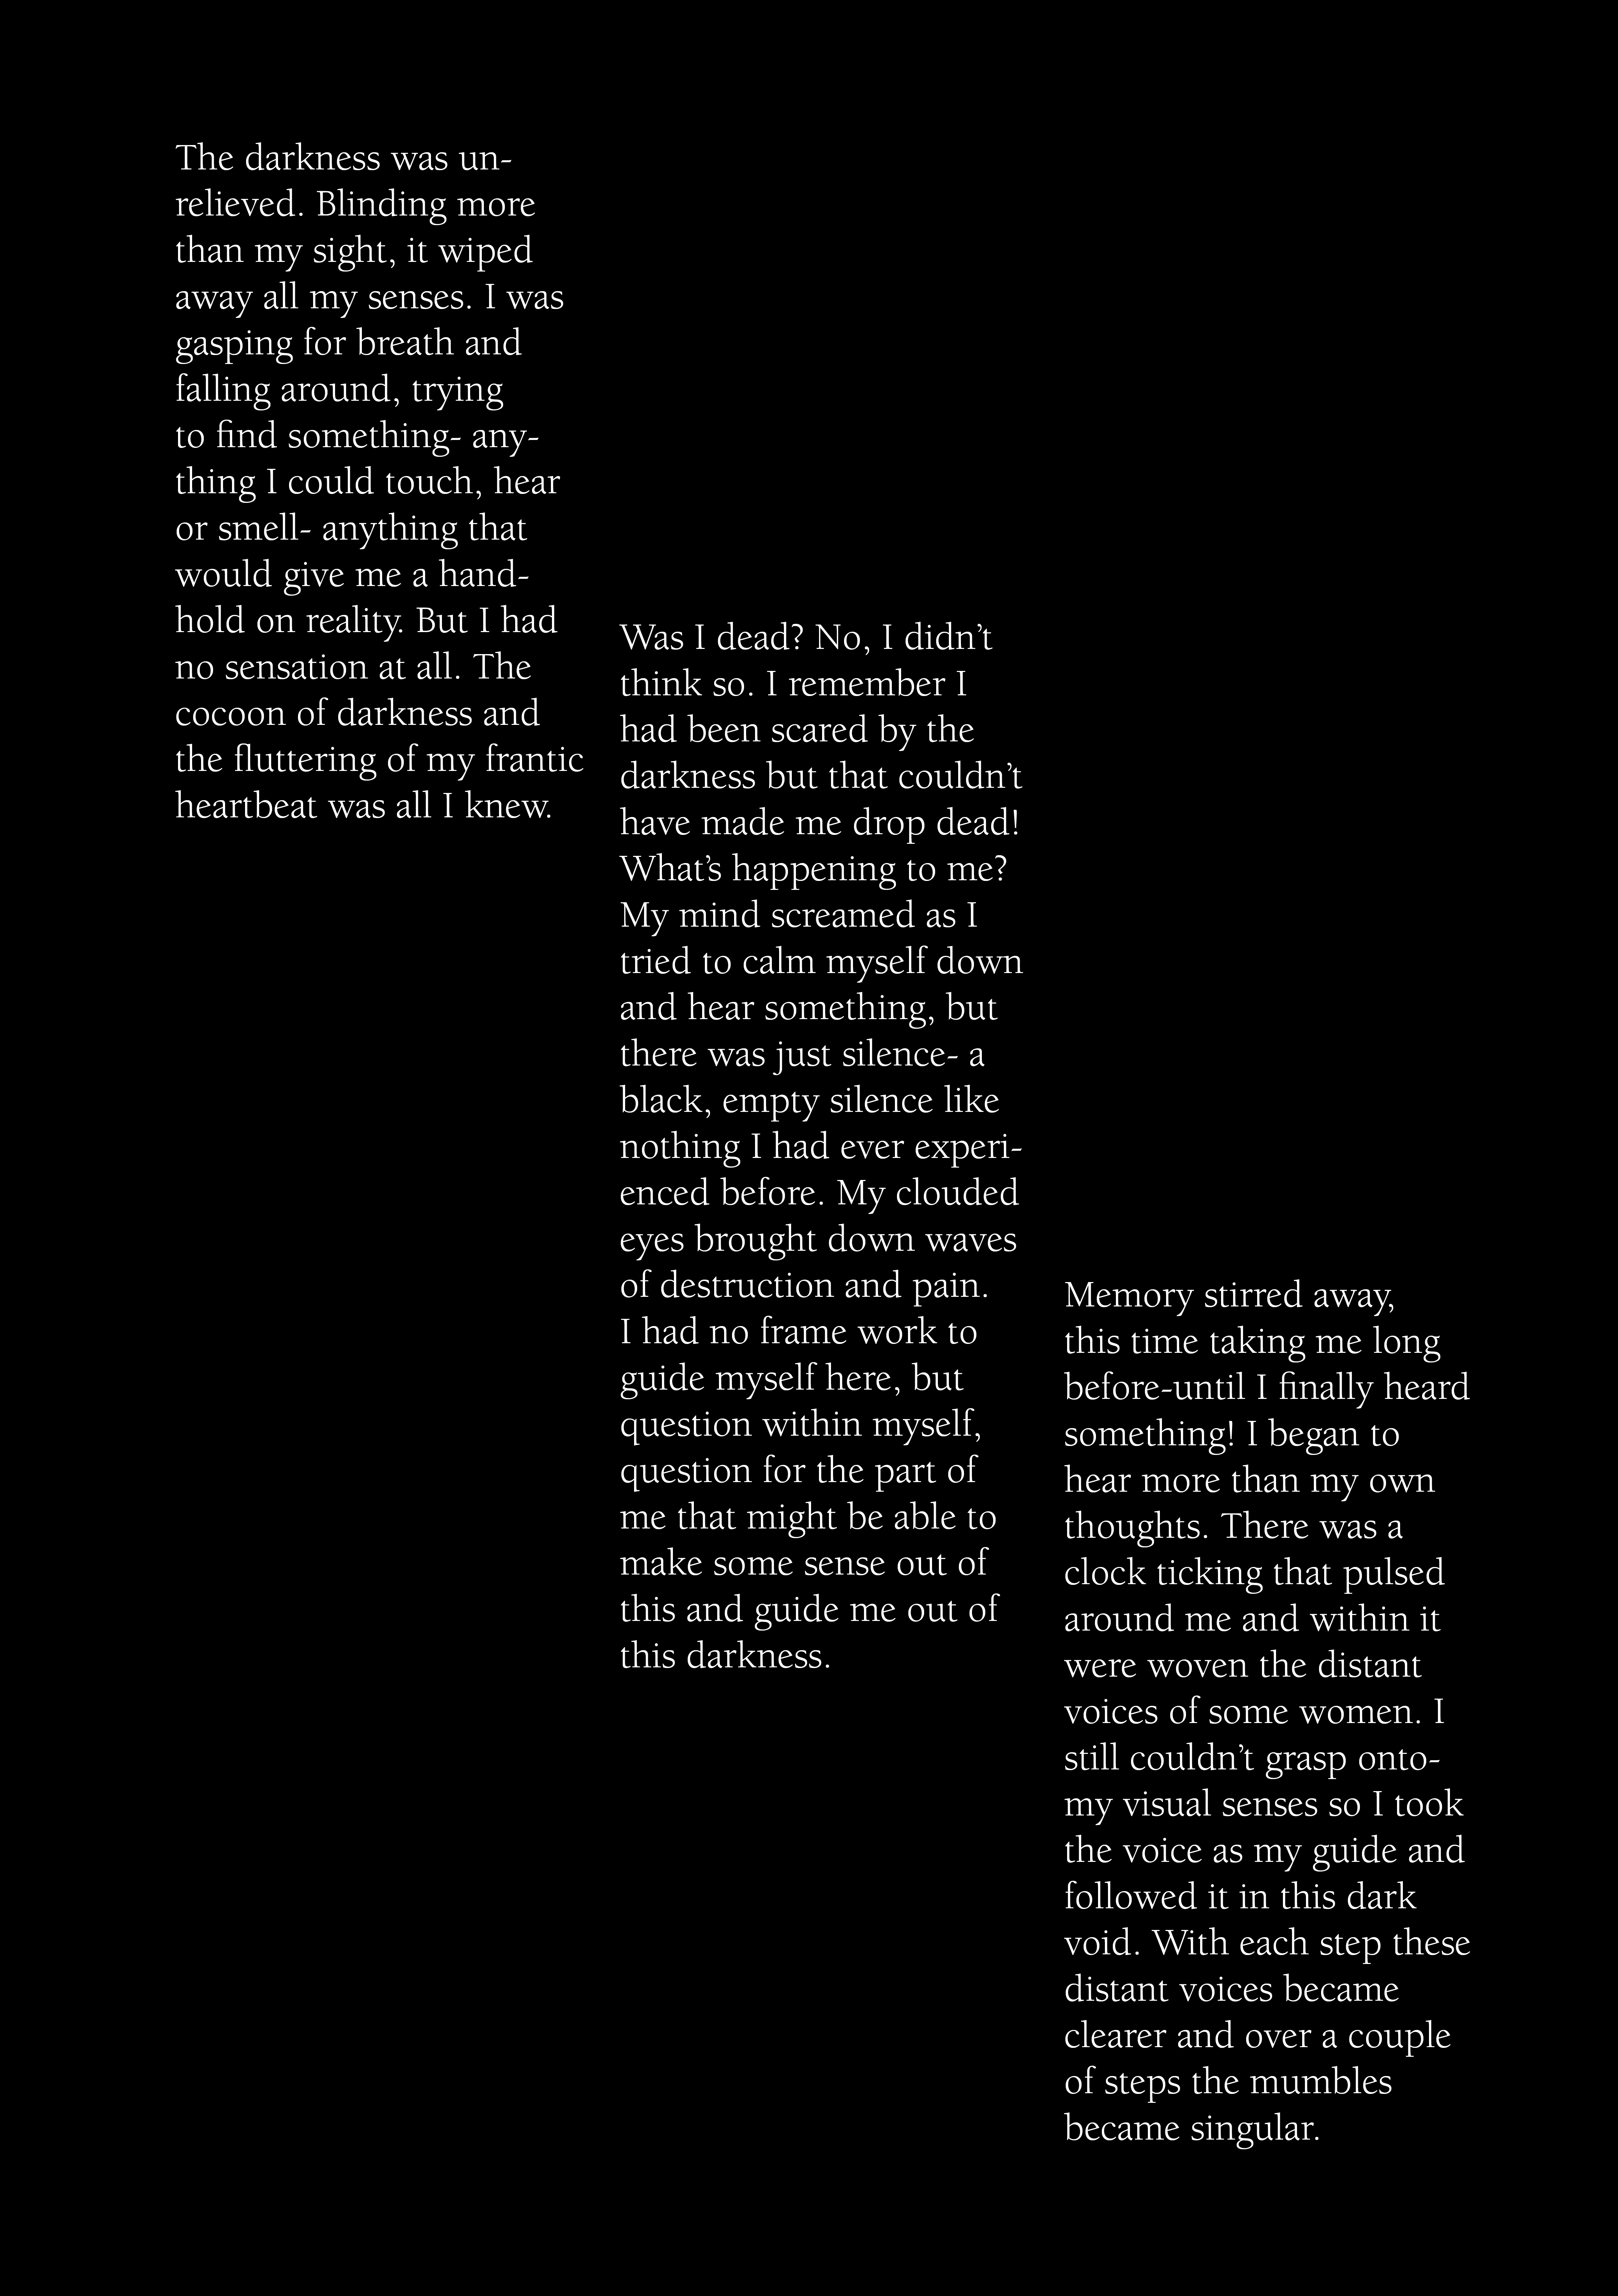 The darkness was un-
relieved. Blinding more
than my sight, it wiped
away all my senses. I was
gasping for breath and
falling around, trying
to find something- any-
thing I could touch, hear
or smell- anything that
would give me a hand-
hold on reality. But I had
no sensation at all. The
cocoon of darkness and
the fluttering of my frantic
heartbeat was all I knew.
Was I dead? No, I didn’t
think so. I remember I
had been scared by the
darkness but that couldn’t
have made me drop dead!
What’s happening to me?
My mind screamed as I
tried to calm myself down
and hear something, but
there was just silence- a
black, empty silence like
nothing I had ever experi-
enced before. My clouded
eyes brought down waves
of destruction and pain.
I had no frame work to
guide myself here, but
question within myself,
question for the part of
me that might be able to
make some sense out of
this and guide me out of
this darkness.
Memory stirred away,
this time taking me long
before-until I finally heard
something! I began to
hear more than my own
thoughts. There was a
clock ticking that pulsed
around me and within it
were woven the distant
voices of some women. I
still couldn’t grasp onto-
my visual senses so I took
the voice as my guide and
followed it in this dark
void. With each step these
distant voices became
clearer and over a couple
of steps the mumbles
became singular.